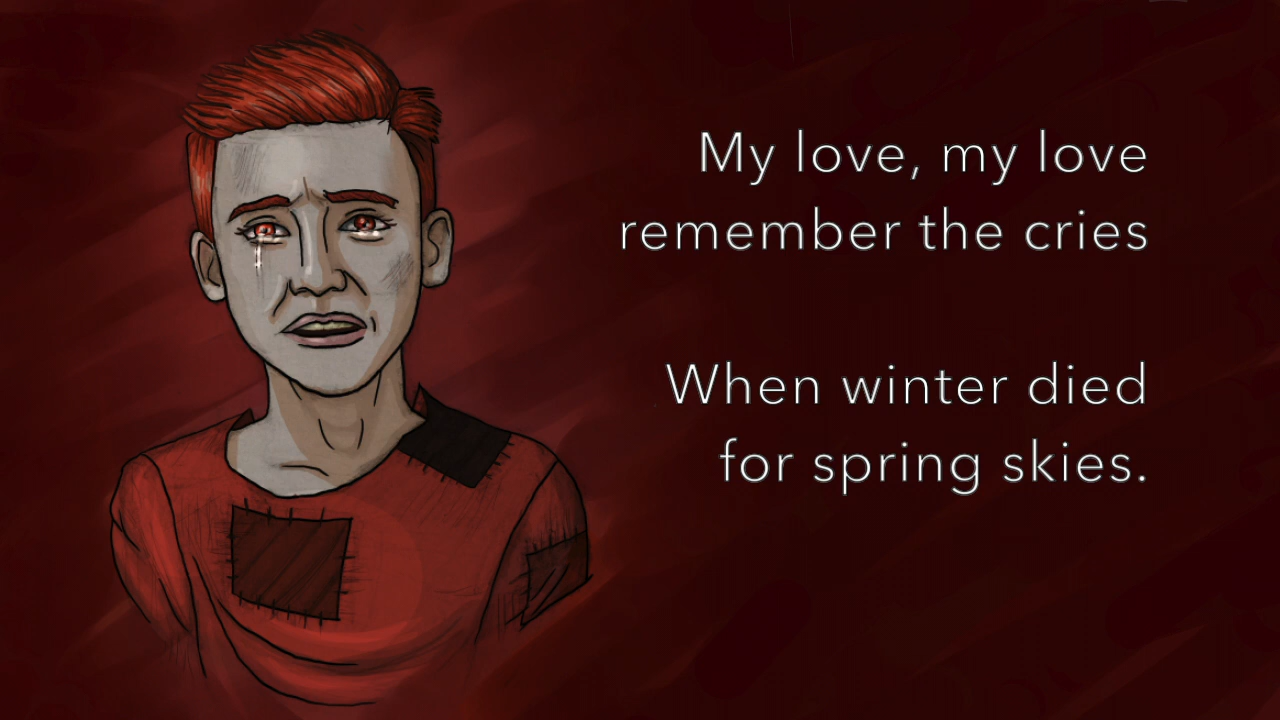 My love, my love
remember the cries
When winter died
for spring skies.